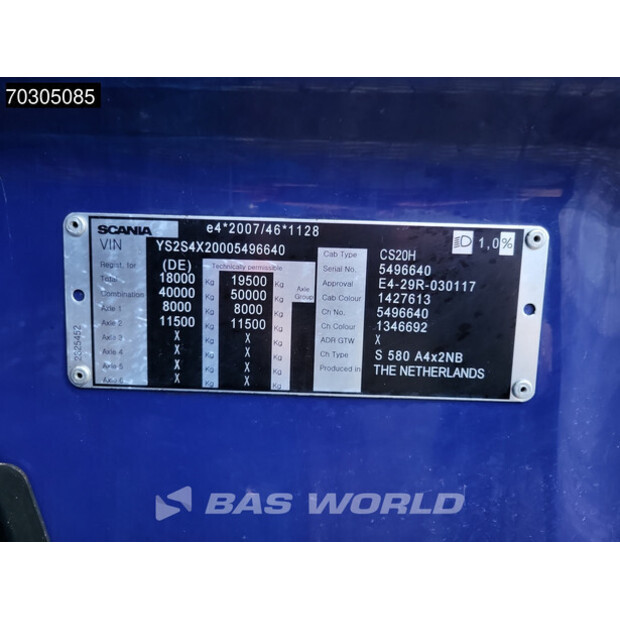 70305085
SCANIA e4*2007/46*1128
VIN YS2S4X20005496640
Regist. for (DE) Technically permissible
Total 18000 Kg 19500 Kg
Combination 40000 Kg 50000 Kg Axle Group
Axle 1 8000 Kg 8000 Kg
Axle 2 11500 Kg 11500 Kg
Axle 3 X Kg X Kg
Axle 4 X Kg X Kg
Axle 5 X Kg X Kg
Axle 6 X Kg X Kg
Cab Type CS20H 1,0%
Serial No. 5496640
Approval E4-29R-030117
Cab Colour 1427613
Ch No. 5496640
Ch Colour 1346692
ADR GTW X
Ch Type S 580 A4x2NB
Produced in THE NETHERLANDS
2625452
BAS WORLD